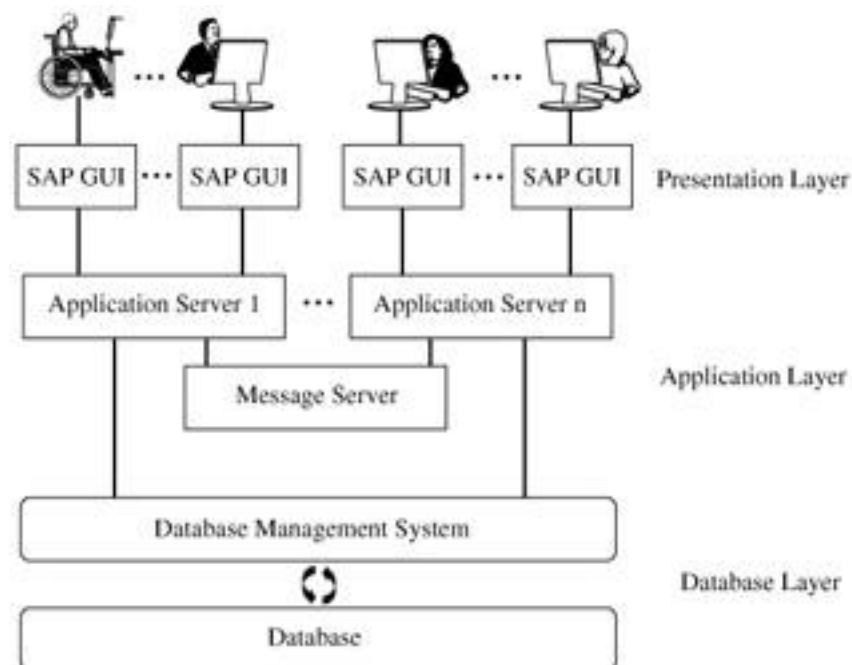 SAP GUI ... SAP GUI SAP GUI ... SAP GUI
Presentation Layer
Application Server 1 ... Application Server n
Application Layer
Message Server
Database Management System
Database Layer
Database